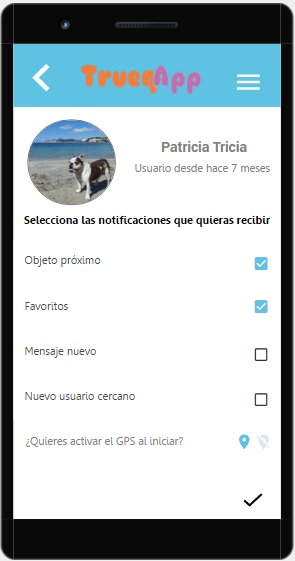 TrueqApp
Patricia Tricia
Usuario desde hace 7 meses
Selecciona las notificaciones que quieras recibir
Objeto próximo
Favoritos
Mensaje nuevo
Nuevo usuario cercano
¿Quieres activar el GPS al iniciar?